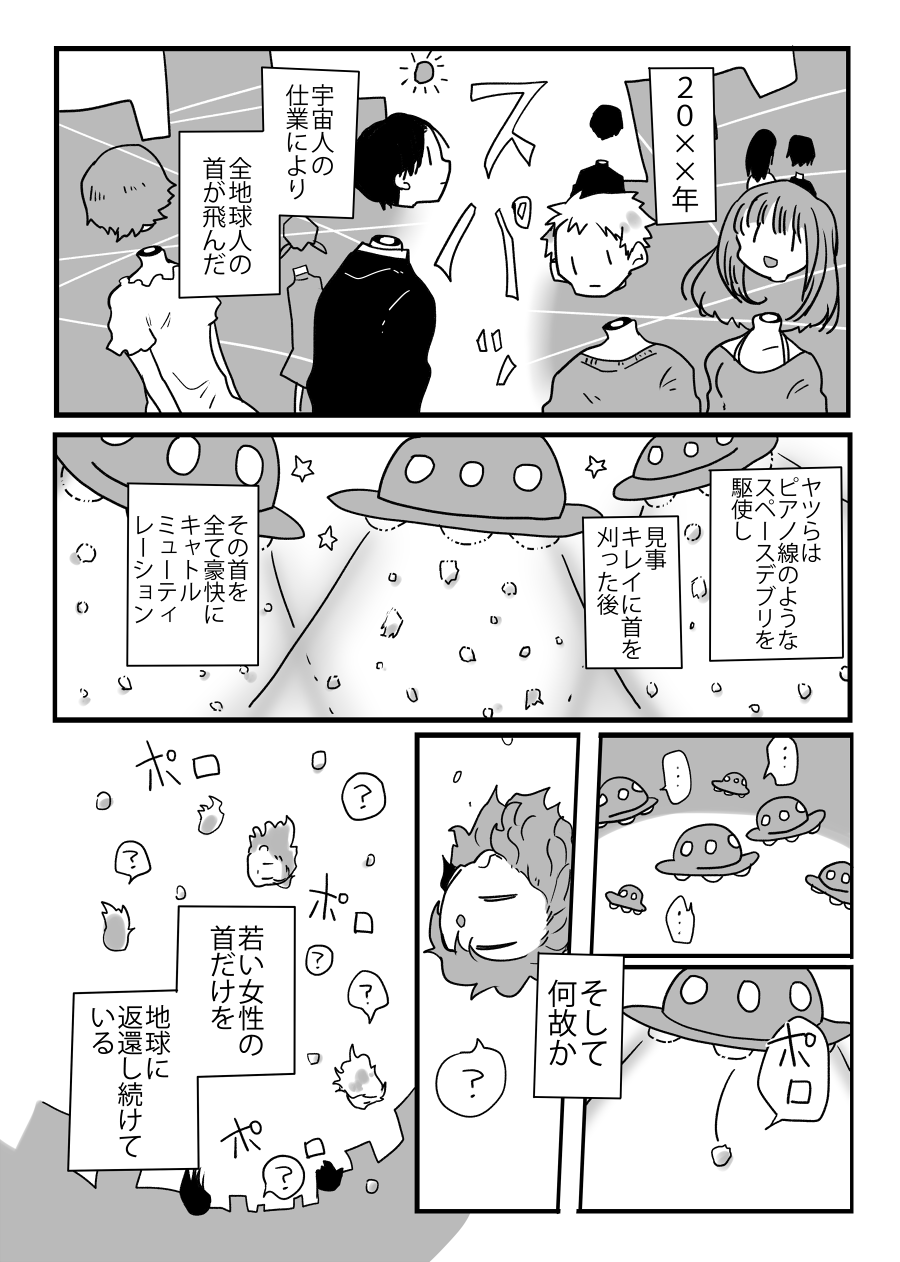 20××年
スパッ
宇宙人の
仕業により
全地球人の
首が飛んだ
ヤツらは
ピアノ線のような
スペースデブリを
駆使し
見事
キレイに首を
刈った後
その首を
全て豪快に
キャトル
ミューティ
レーション
…
…
…
ポロ
そして
何故か
?
ポロ
?
?
ポロ
?
?
若い女性の
首だけを
地球に
返還し続けて
いる
ポロ
?